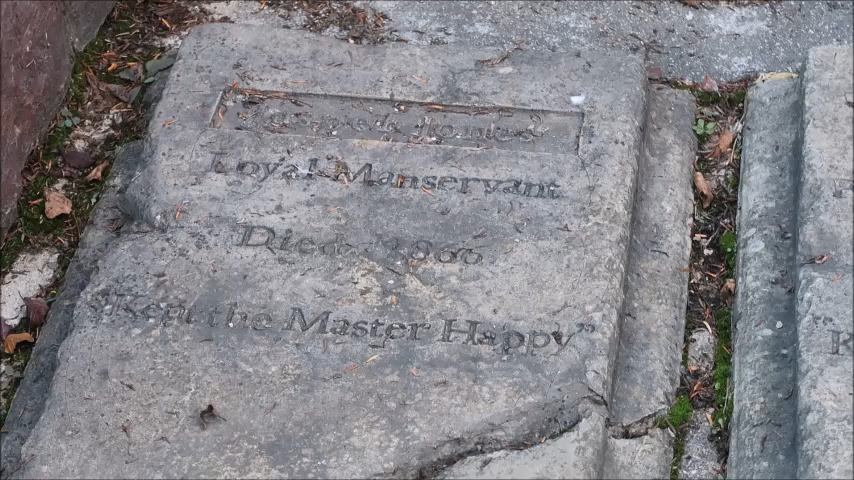 Loyal Manservant
Died 1866
"Kept the Master Happy"
"
R